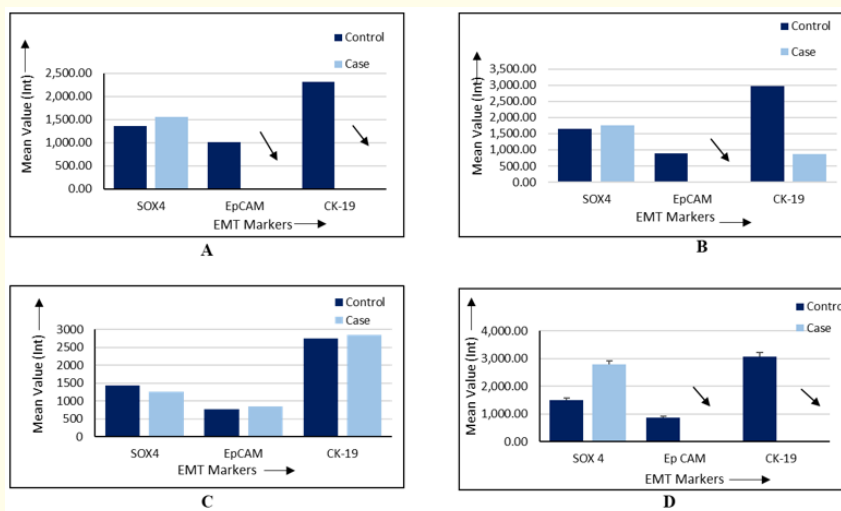 Control
Case
Mean Value (Int)
2,500.00
2,000.00
1,500.00
1,000.00
500.00
0.00
SOX4 EpCAM CK-19
EMT Markers
A
Control
Case
Mean Value (Int)
3,500.00
3,000.00
2,500.00
2,000.00
1,500.00
1,000.00
500.00
0.00
SOX4 EpCAM CK-19
EMT Markers
B
Control
Case
Mean Value (Int)
3000
2500
2000
1500
1000
500
0
SOX4 EpCAM CK-19
EMT Markers
C
Control
Case
Mean Value (Int)
4,000.00
3,000.00
2,000.00
1,000.00
0.00
SOX 4 Ep CAM CK-19
EMT Markers
D